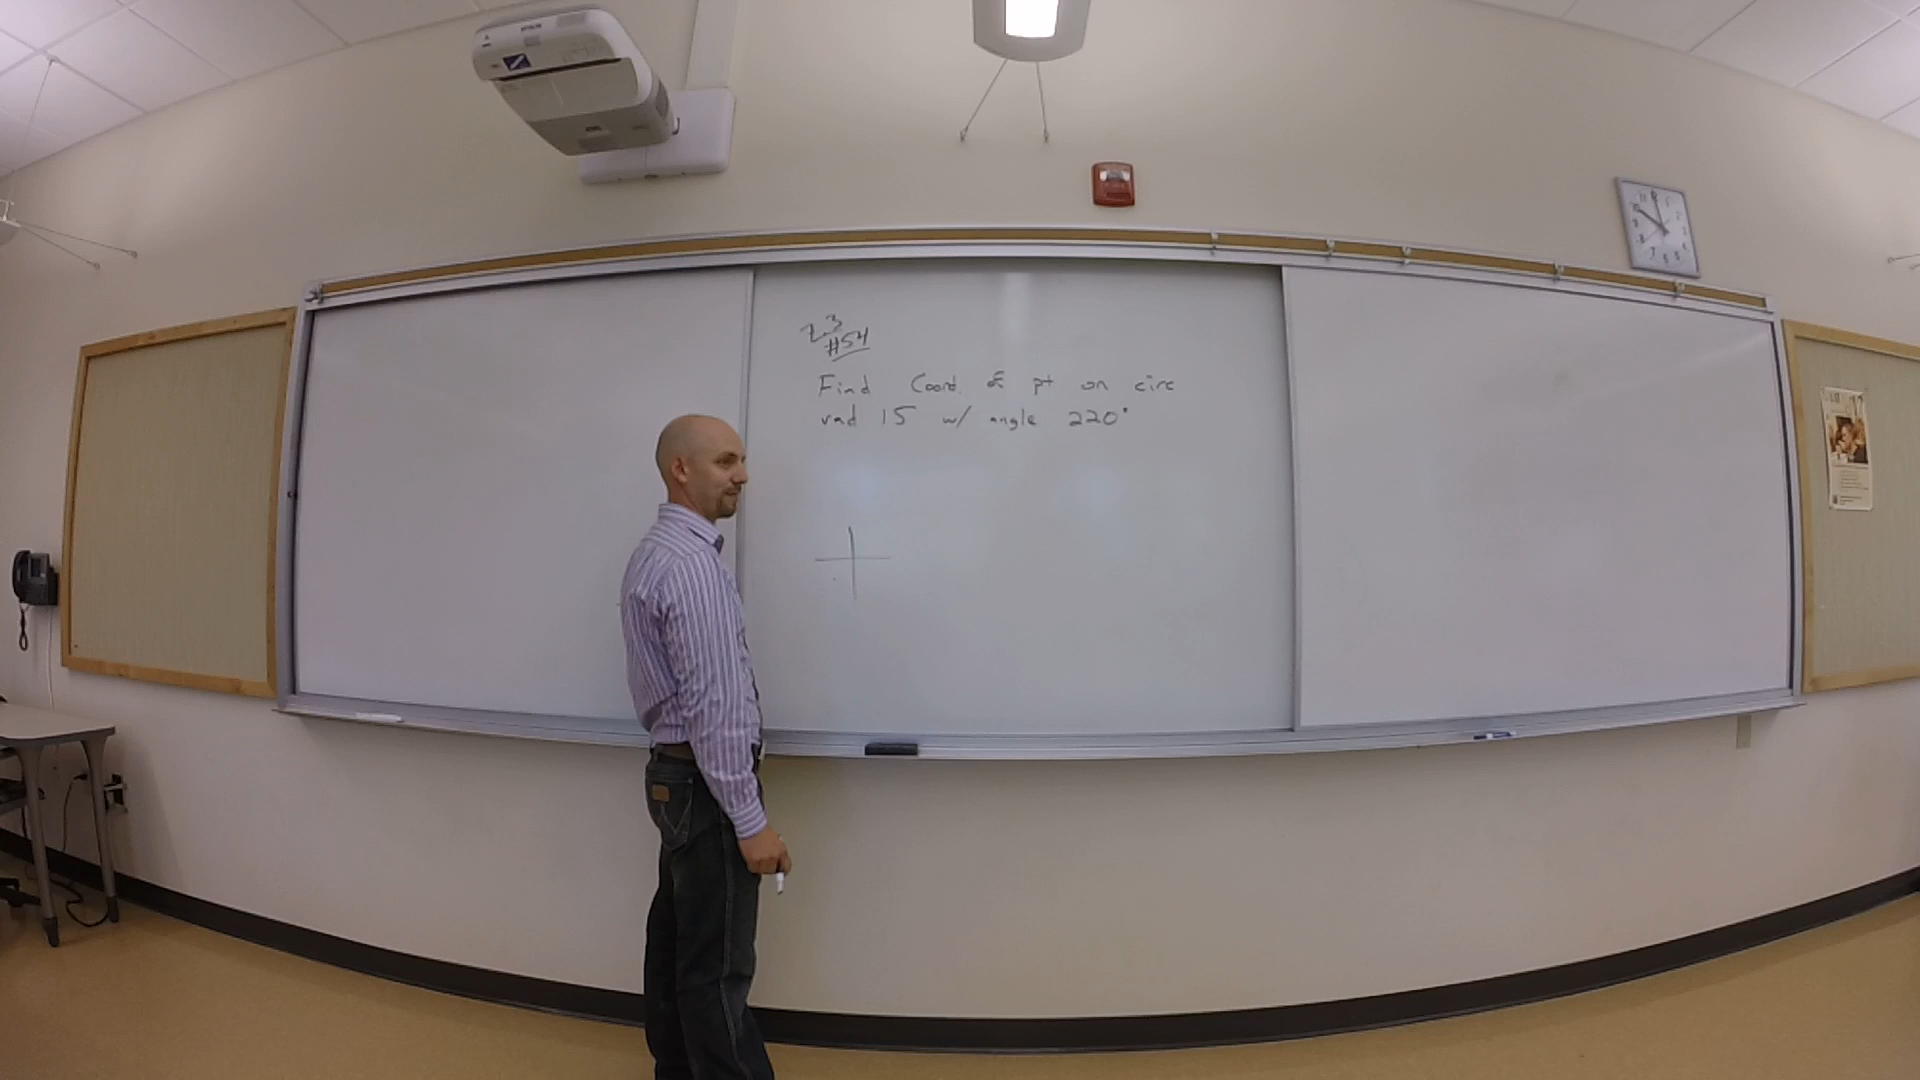 2.3
#54
Find Coord. of pt on circ
rad 15 w/ angle 220°